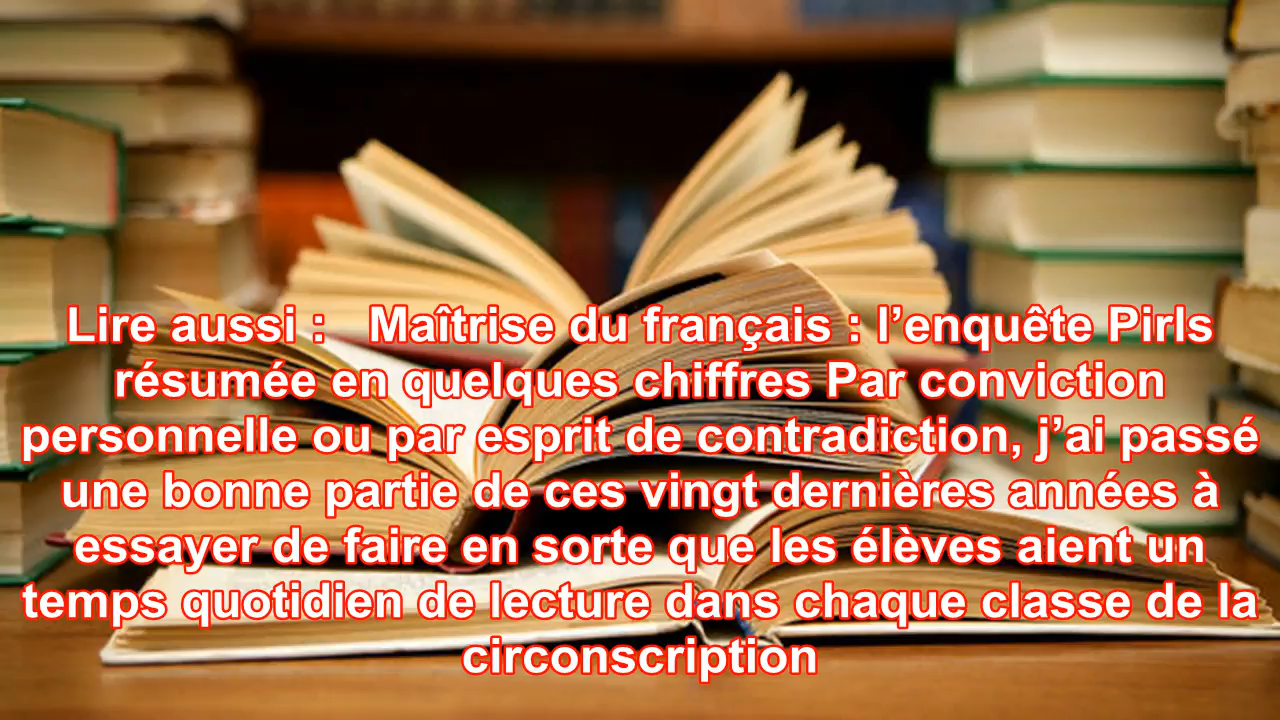 Lire aussi :   Maîtrise du français : l’enquête Pirls
résumée en quelques chiffres Par conviction
personnelle ou par esprit de contradiction, j’ai passé
une bonne partie de ces vingt dernières années à
essayer de faire en sorte que les élèves aient un
temps quotidien de lecture dans chaque classe de la
circonscription